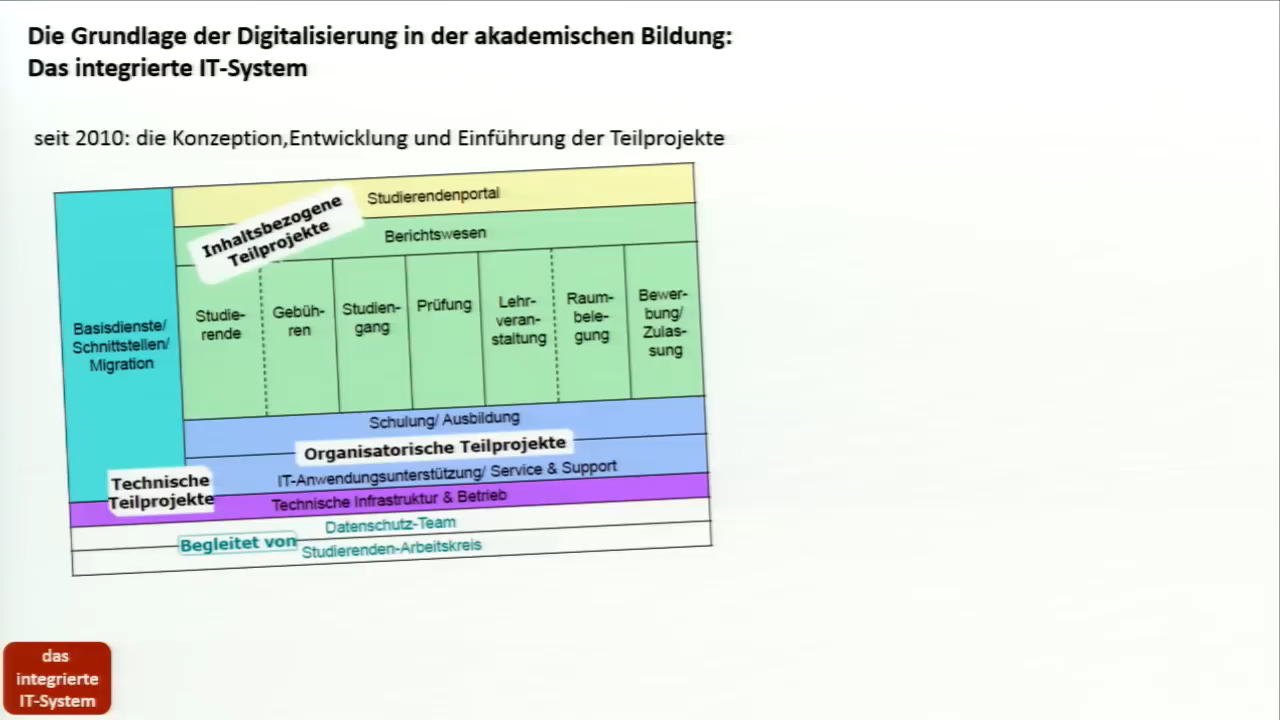 Die Grundlage der Digitalisierung in der akademischen Bildung:
Das integrierte IT-System
seit 2010: die Konzeption,Entwicklung und Einführung der Teilprojekte
Studierendenportal
Inhaltsbezogene
Teilprojekte
Berichtswesen
Basisdienste/
Schnittstellen/
Migration
Studie-
rende
Gebüh-
ren
Studien-
gang
Prüfung
Lehr-
veran-
staltung
Raum-
bele-
gung
Bewer-
bung/
Zulas-
sung
Schulung/ Ausbildung
Organisatorische Teilprojekte
IT-Anwendungsunterstützung/ Service & Support
Technische
Teilprojekte
Technische Infrastruktur & Betrieb
Datenschutz-Team
Begleitet von
Studierenden-Arbeitskreis
das
integrierte
IT-System